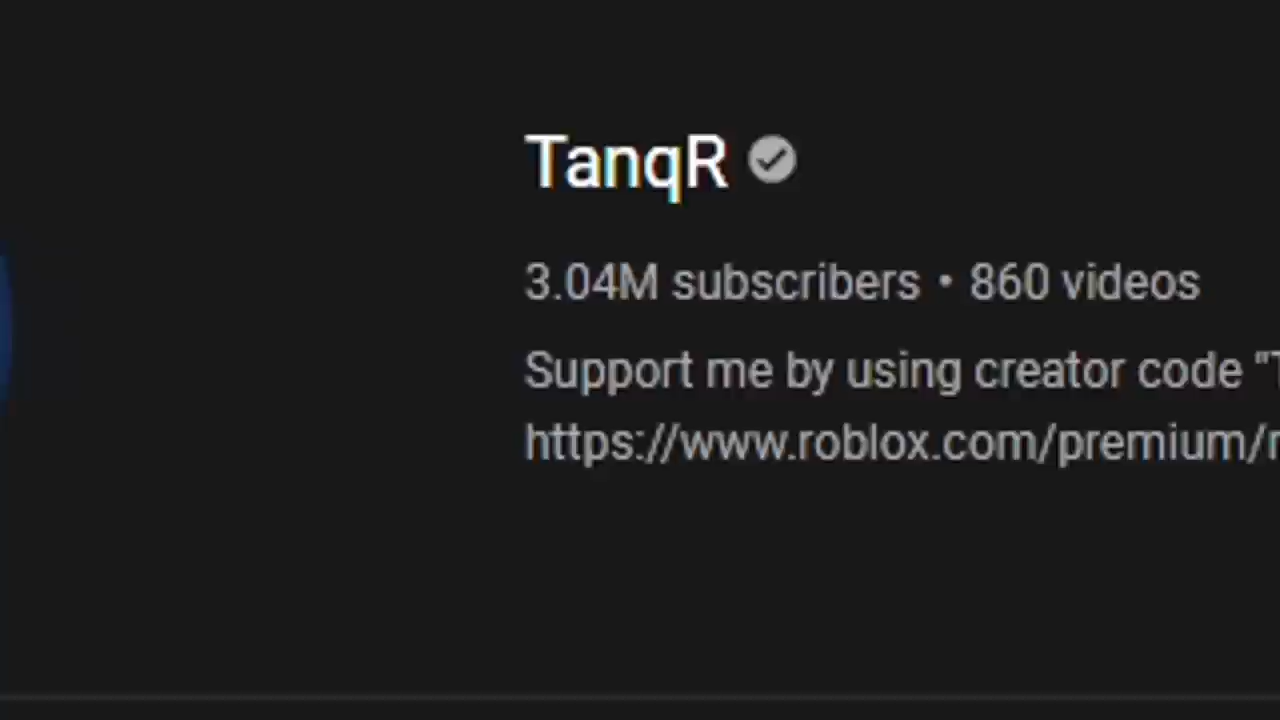 TanqR
3.04M subscribers • 860 videos
Support me by using creator code "T
https://www.roblox.com/premium/